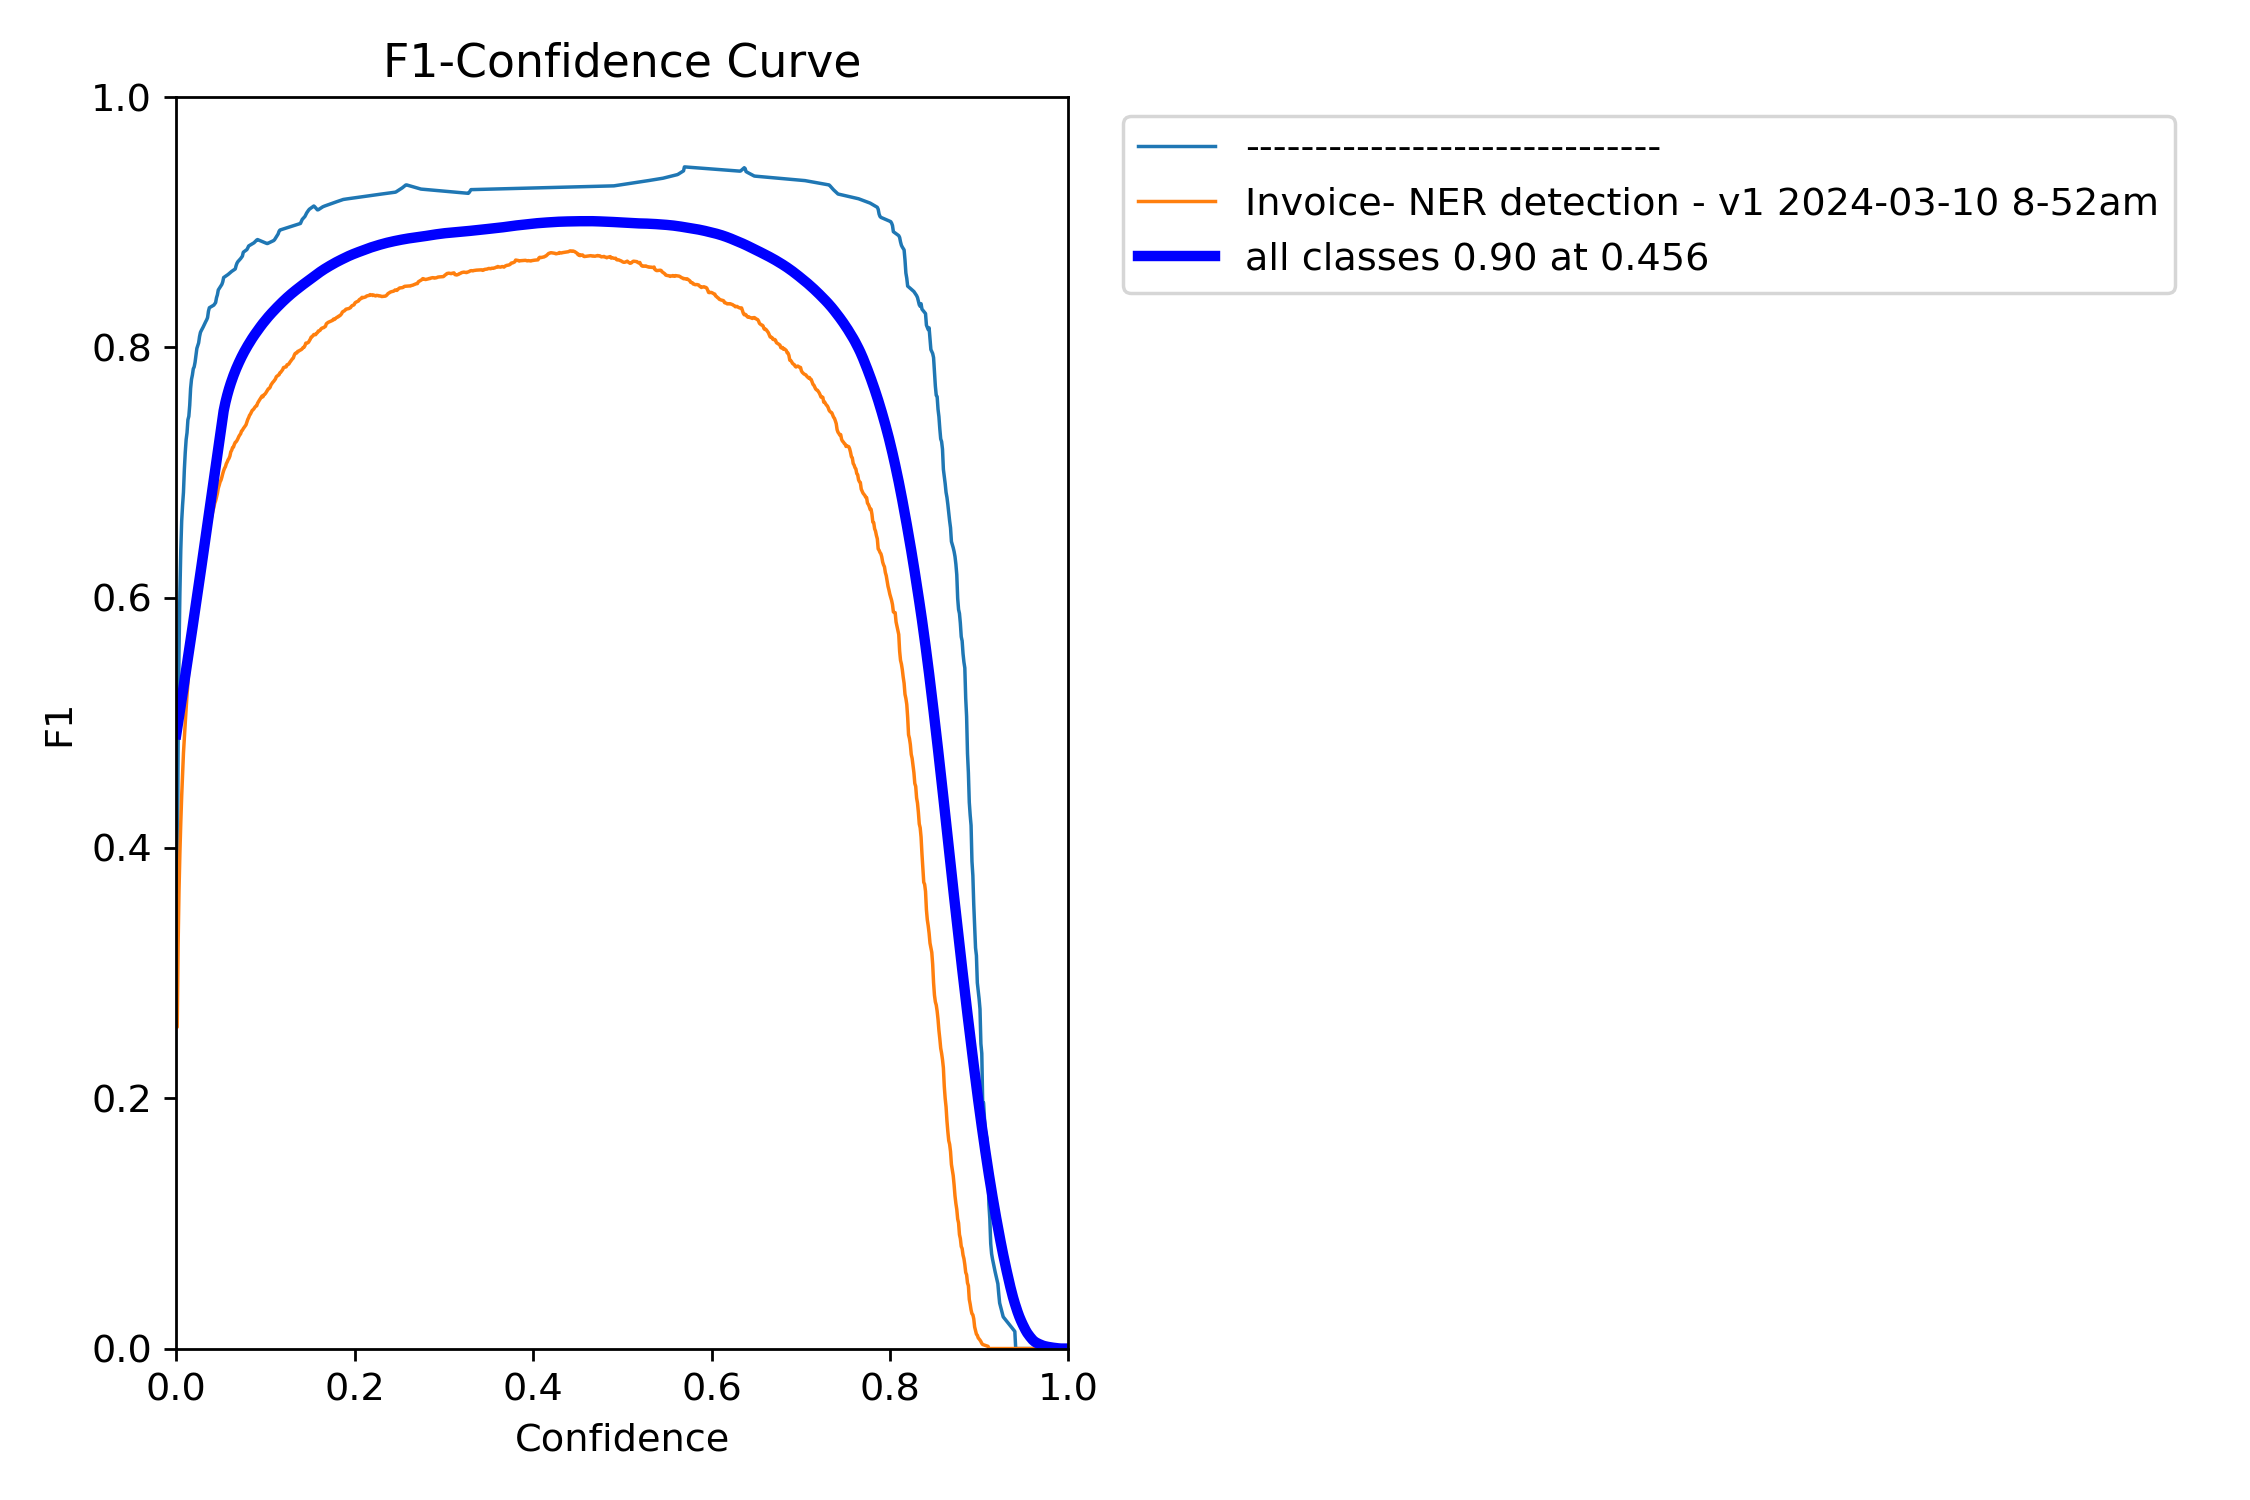 F1-Confidence Curve
1.0
0.8
0.6
0.4
0.2
0.0
F1
0.0 0.2 0.4 0.6 0.8 1.0
Confidence
------------------------------
Invoice- NER detection - v1 2024-03-10 8-52am
all classes 0.90 at 0.456